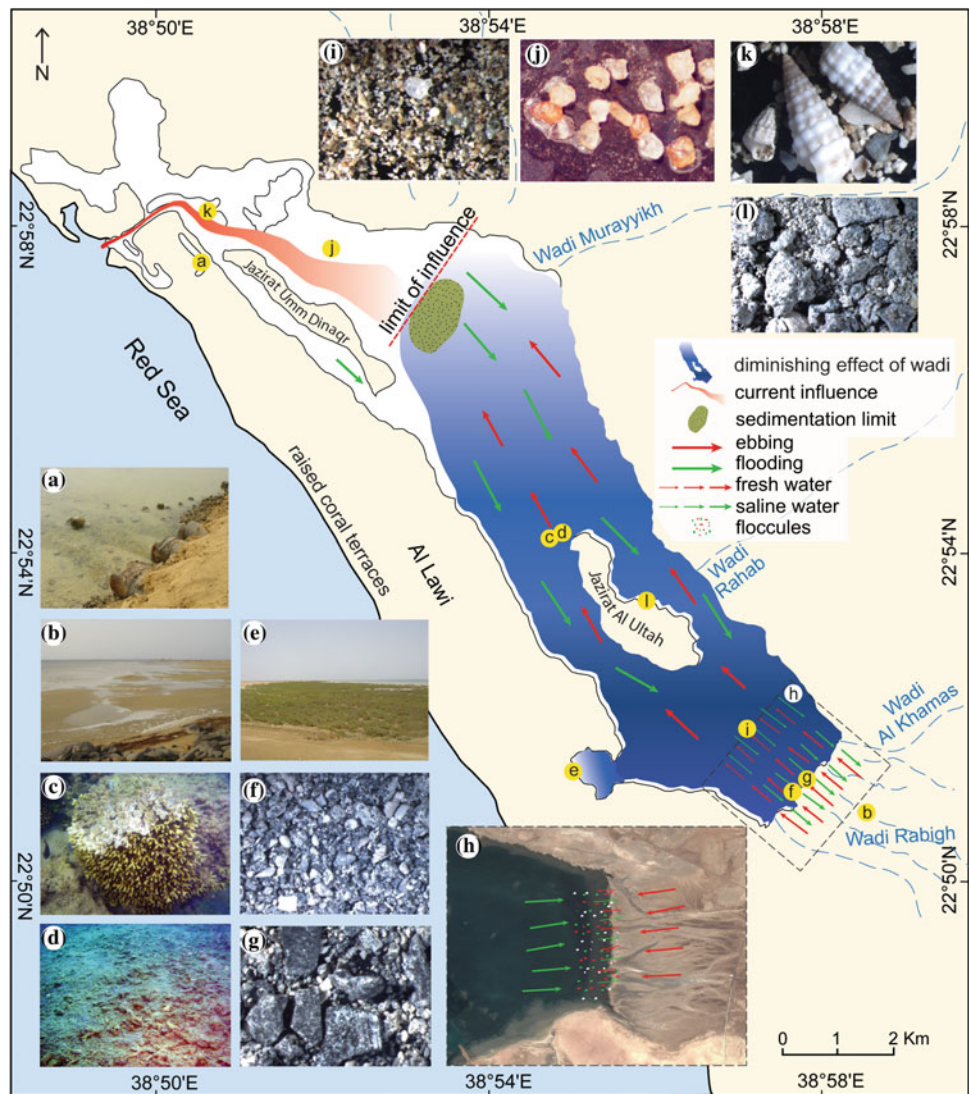 38°50'E
38°54'E
38°58'E
N
(i)
(j)
(k)
(l)
22°58'N
22°58'N
k
a
j
Jazirat Umm Dinaqr
limit of influence
Wadi Murayyikh
Red Sea
raised coral terraces
Al Lawi
diminishing effect of wadi
current influence
sedimentation limit
ebbing
flooding
fresh water
saline water
floccules
(a)
22°54'N
22°54'N
c
d
Wadi Rahab
l
Jazirat Al Ultah
(b)
(e)
h
i
Wadi
Al Khamas
e
g
f
b
Wadi Rabigh
(c)
(f)
(h)
22°50'N
22°50'N
(d)
(g)
0 1 2 Km
38°50'E
38°54'E
38°58'E